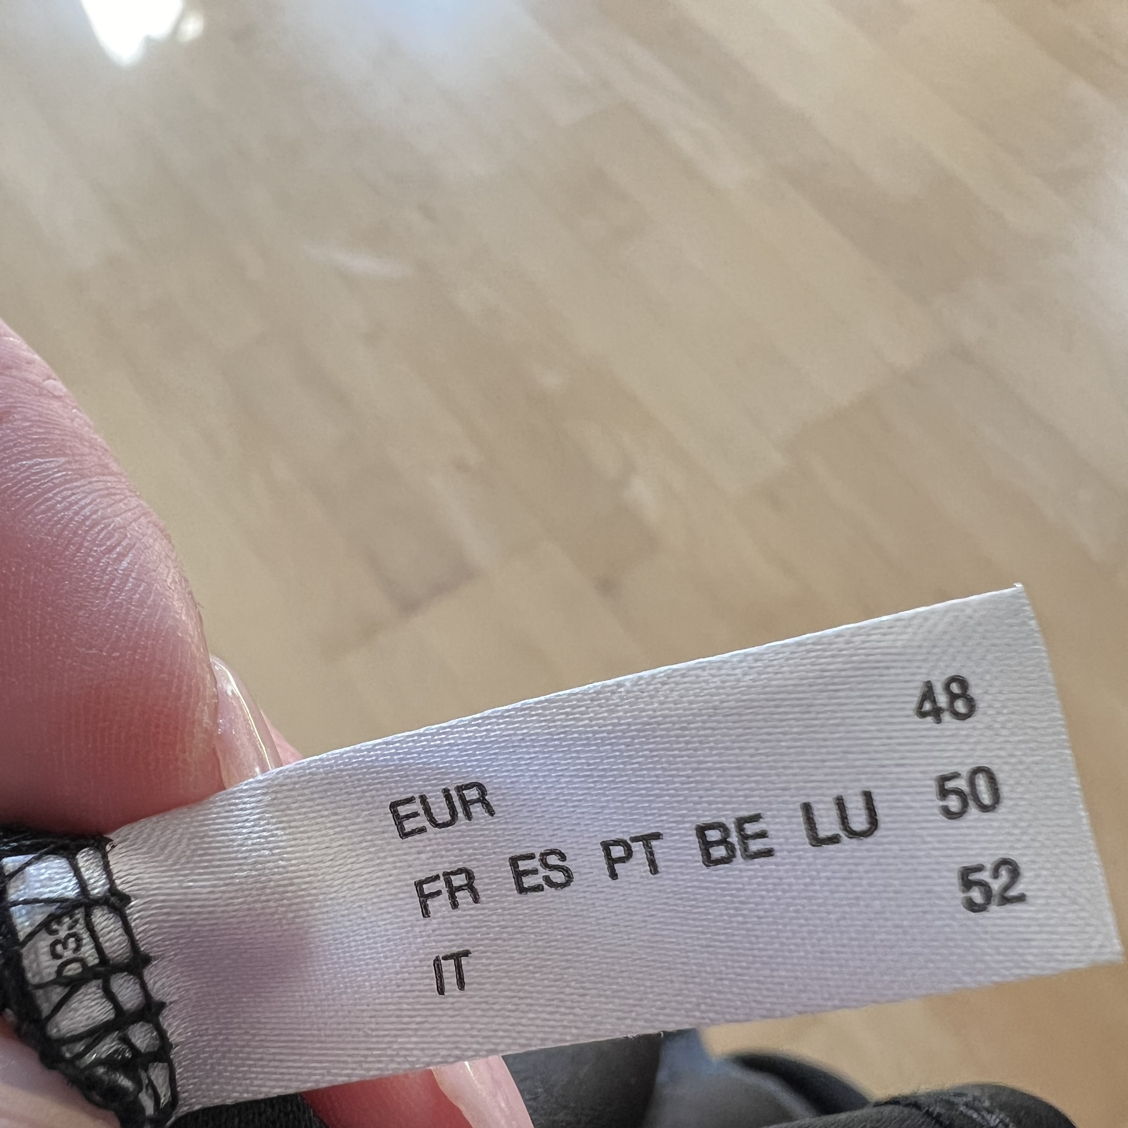 EUR 48
FR ES PT BE LU 50
IT 52